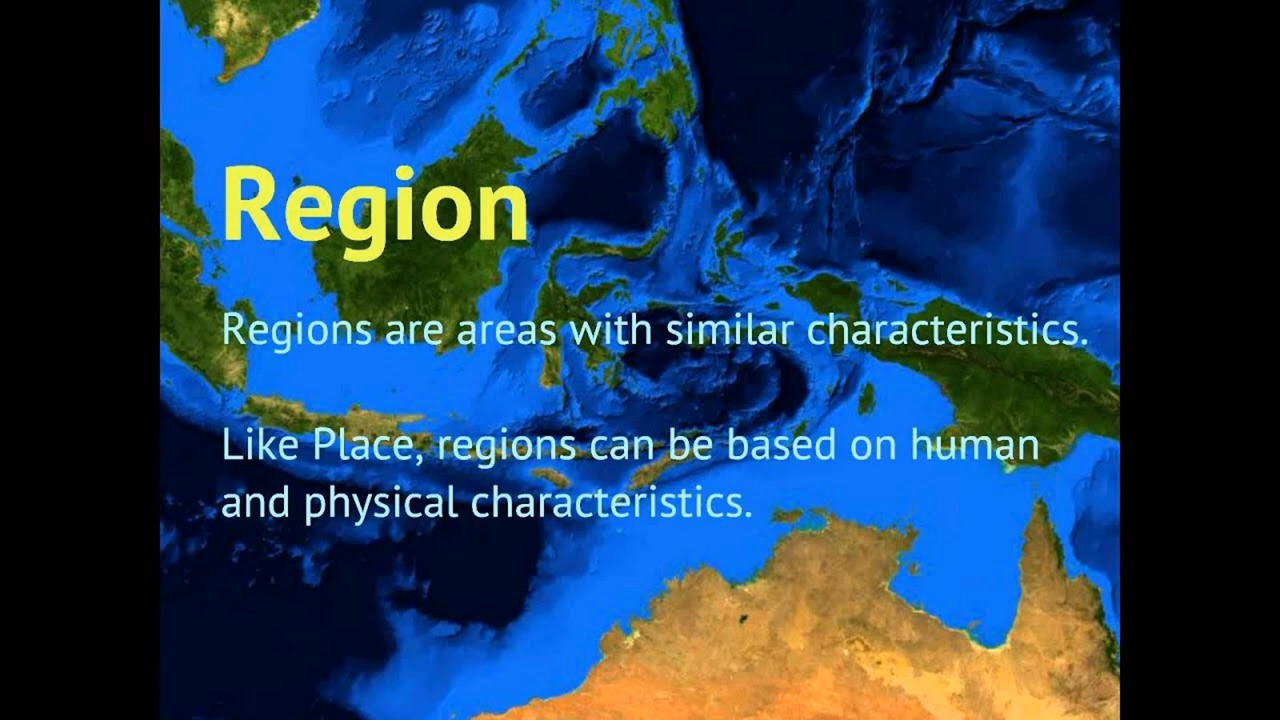 Region
Regions are areas with similar characteristics.
Like Place, regions can be based on human
and physical characteristics.